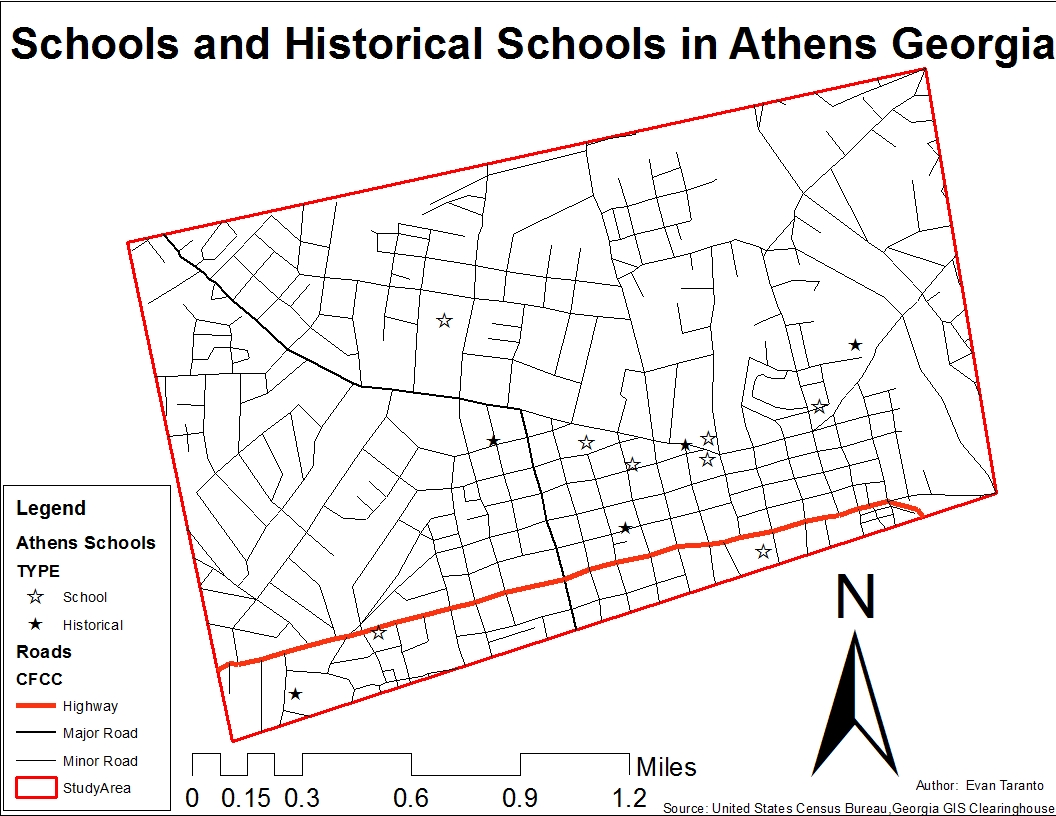 Schools and Historical Schools in Athens Georgia
Legend
Athens Schools
TYPE
School
Historical
Roads
CFCC
Highway
Major Road
Minor Road
StudyArea
N
Miles
0 0.15 0.3 0.6 0.9 1.2
Author: Evan Taranto
Source: United States Census Bureau,Georgia GIS Clearinghouse